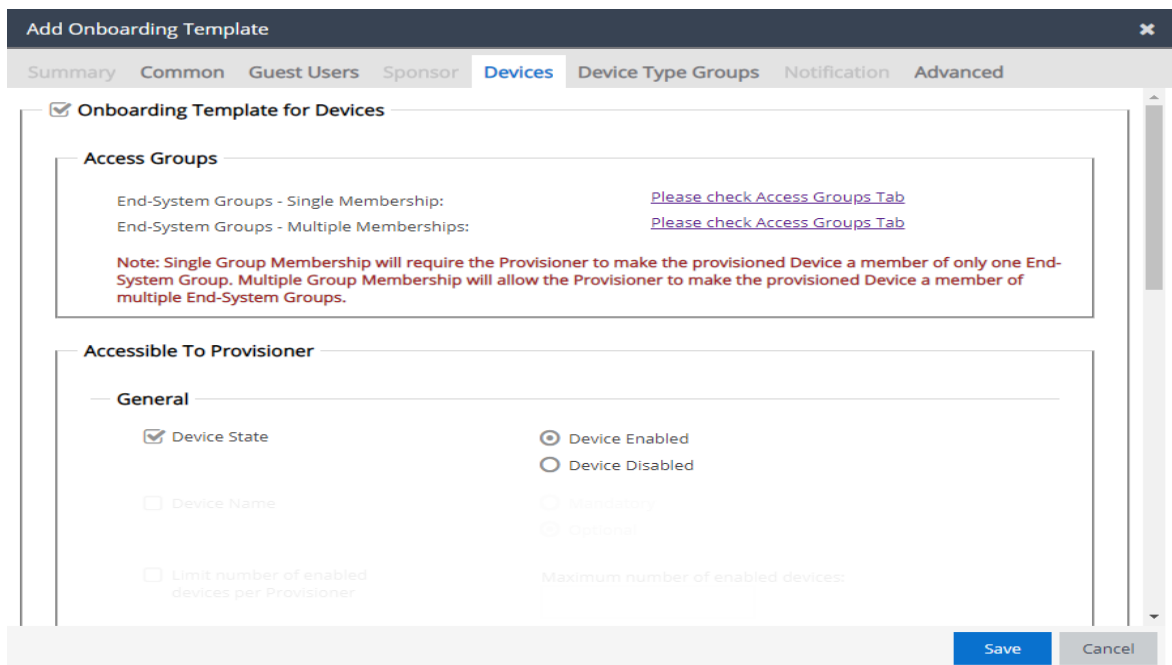 Add Onboarding Template
Summary Common Guest Users Sponsor Devices Device Type Groups Notification Advanced
Onboarding Template for Devices
Access Groups
End-System Groups - Single Membership: Please check Access Groups Tab
End-System Groups - Multiple Memberships: Please check Access Groups Tab
Note: Single Group Membership will require the Provisioner to make the provisioned Device a member of only one End-
System Group. Multiple Group Membership will allow the Provisioner to make the provisioned Device a member of
multiple End-System Groups.
Accessible To Provisioner
General
Device State Device Enabled
Device Disabled
Device Name Mandatory
Optional
Limit number of enabled Maximum number of enabled devices:
devices per Provisioner
Save Cancel